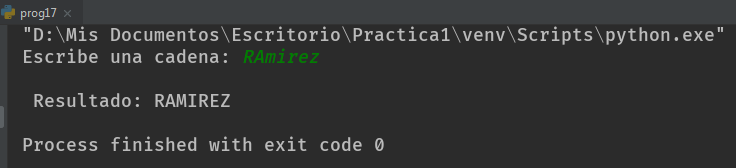 prog17 ×
"D:\Mis Documentos\Escritorio\Practica1\venv\Scripts\python.exe"
Escribe una cadena: RAmirez
Resultado: RAMIREZ
Process finished with exit code 0